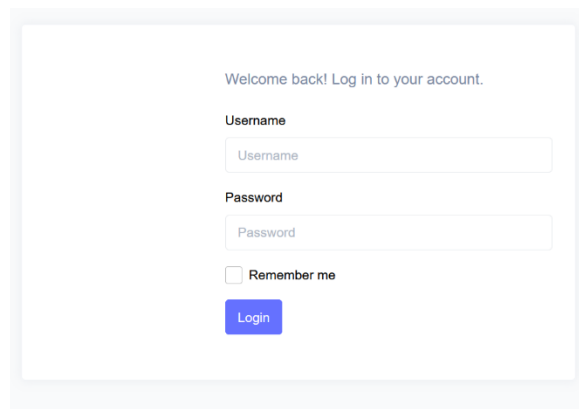 Welcome back! Log in to your account.
Username
Username
Password
Password
Remember me
Login